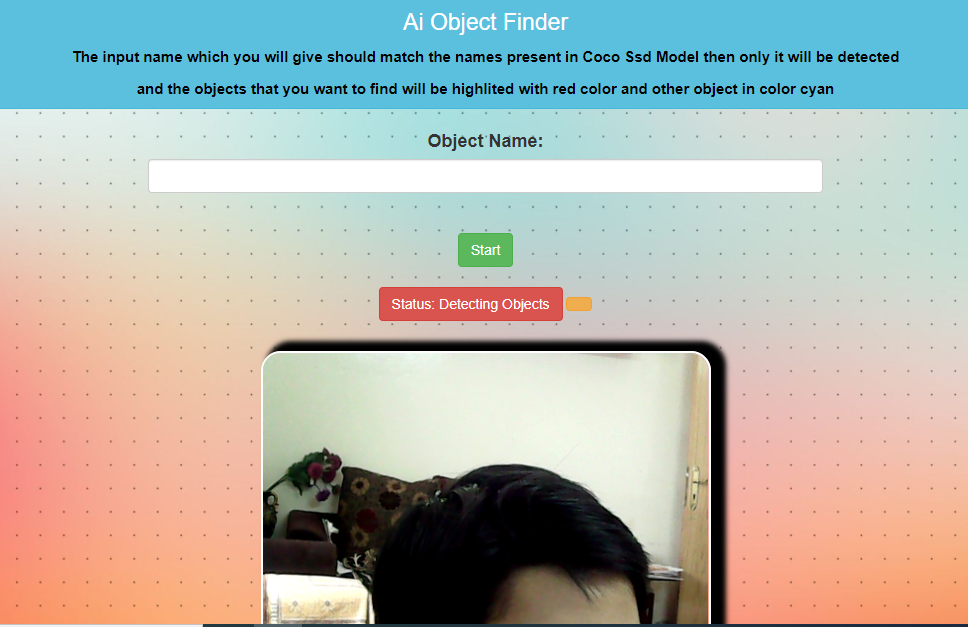 Ai Object Finder
The input name which you will give should match the names present in Coco Ssd Model then only it will be detected
and the objects that you want to find will be highlited with red color and other object in color cyan
Object Name:
Start
Status: Detecting Objects